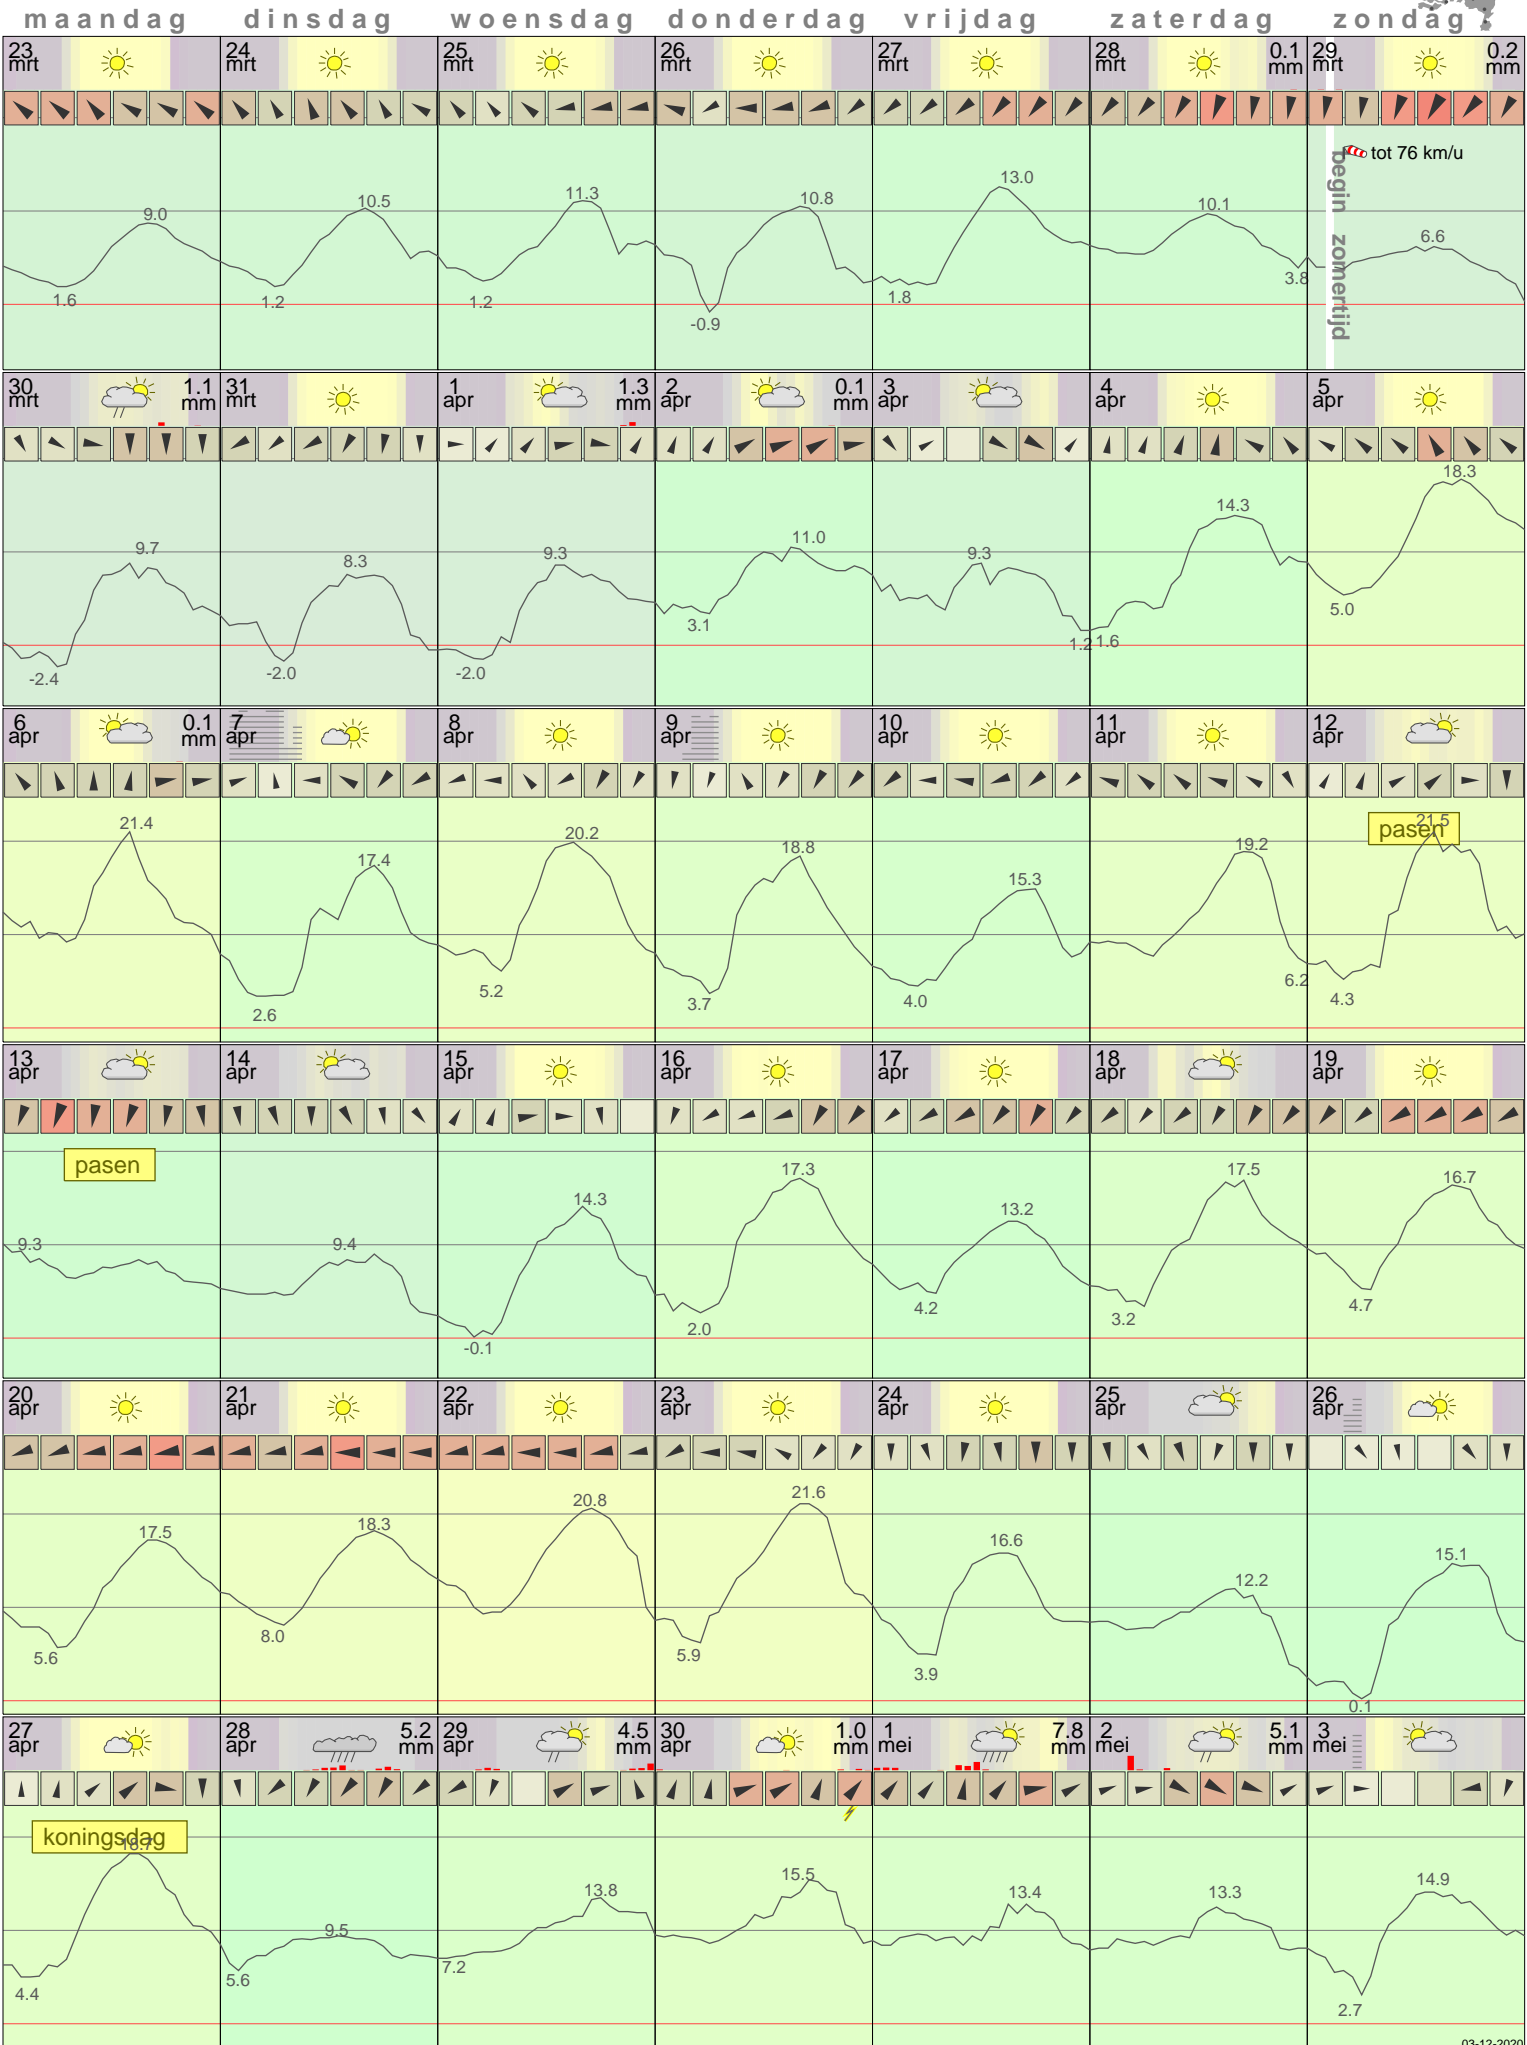 maandag dinsdag woensdag donderdag vrijdag zaterdag zondag
23 24 25 26 27 28 0.1 29 0.2
mrt mrt mrt mrt mrt mrt mm mrt mm
tot 76 km/u
begin zomertijd
9.0 10.5 11.3 10.8 13.0 10.1 6.6
1.6 1.2 1.2 -0.9 1.8 3.8
30 1.1 31 1 1.3 2 0.1 3 4 5
mrt mm mrt apr mm apr mm apr apr apr
9.7 8.3 9.3 11.0 9.3 14.3 18.3
-2.4 -2.0 -2.0 3.1 1.2 1.6 5.0
6 0.1 7 8 9 10 11 12
apr mm apr apr apr apr apr apr
pasen
21.4 17.4 20.2 18.8 15.3 19.2 21.5
2.6 5.2 3.7 4.0 6.2 4.3
13 14 15 16 17 18 19
apr apr apr apr apr apr apr
pasen
9.3 9.4 14.3 17.3 13.2 17.5 16.7
-0.1 2.0 4.2 3.2 4.7
20 21 22 23 24 25 26
apr apr apr apr apr apr apr
17.5 18.3 20.8 21.6 16.6 12.2 15.1
5.6 8.0 5.9 3.9 0.1
27 28 5.2 29 4.5 30 1.0 1 7.8 2 5.1 3
apr apr mm apr mm apr mm mei mm mei mm mei
koningsdag
18.7 9.5 13.8 15.5 13.4 13.3 14.9
4.4 5.6 7.2 2.7
03-12-2020